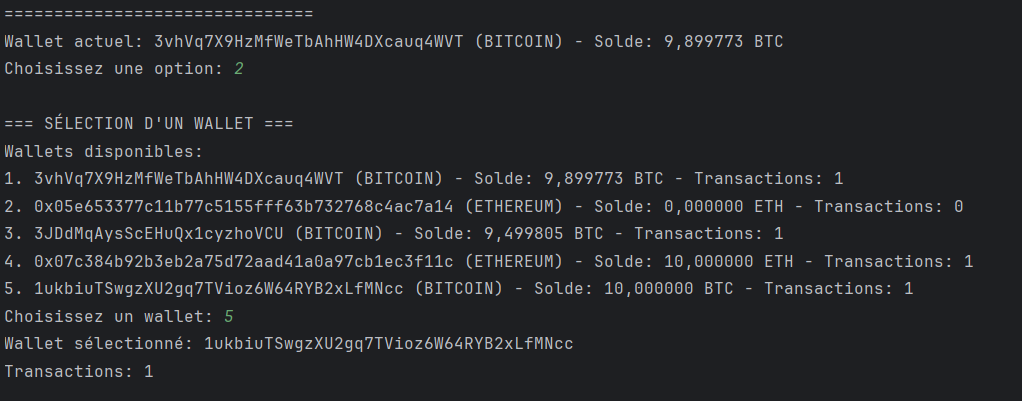 ===============================
Wallet actuel: 3vhVq7X9HzMfWeTbAhHW4DXcauq4WVT (BITCOIN) - Solde: 9,899773 BTC
Choisissez une option: 2
=== SÉLECTION D'UN WALLET ===
Wallets disponibles:
1. 3vhVq7X9HzMfWeTbAhHW4DXcauq4WVT (BITCOIN) - Solde: 9,899773 BTC - Transactions: 1
2. 0x05e653377c11b77c5155fff63b732768c4ac7a14 (ETHEREUM) - Solde: 0,000000 ETH - Transactions: 0
3. 3JDdMqAysScEHuQx1cyzhoVCU (BITCOIN) - Solde: 9,499805 BTC - Transactions: 1
4. 0x07c384b92b3eb2a75d72aad41a0a97cb1ec3f11c (ETHEREUM) - Solde: 10,000000 ETH - Transactions: 1
5. 1ukbiuTSwgzXU2gq7TVioz6W64RYB2xLfMNcc (BITCOIN) - Solde: 10,000000 BTC - Transactions: 1
Choisissez un wallet: 5
Wallet sélectionné: 1ukbiuTSwgzXU2gq7TVioz6W64RYB2xLfMNcc
Transactions: 1